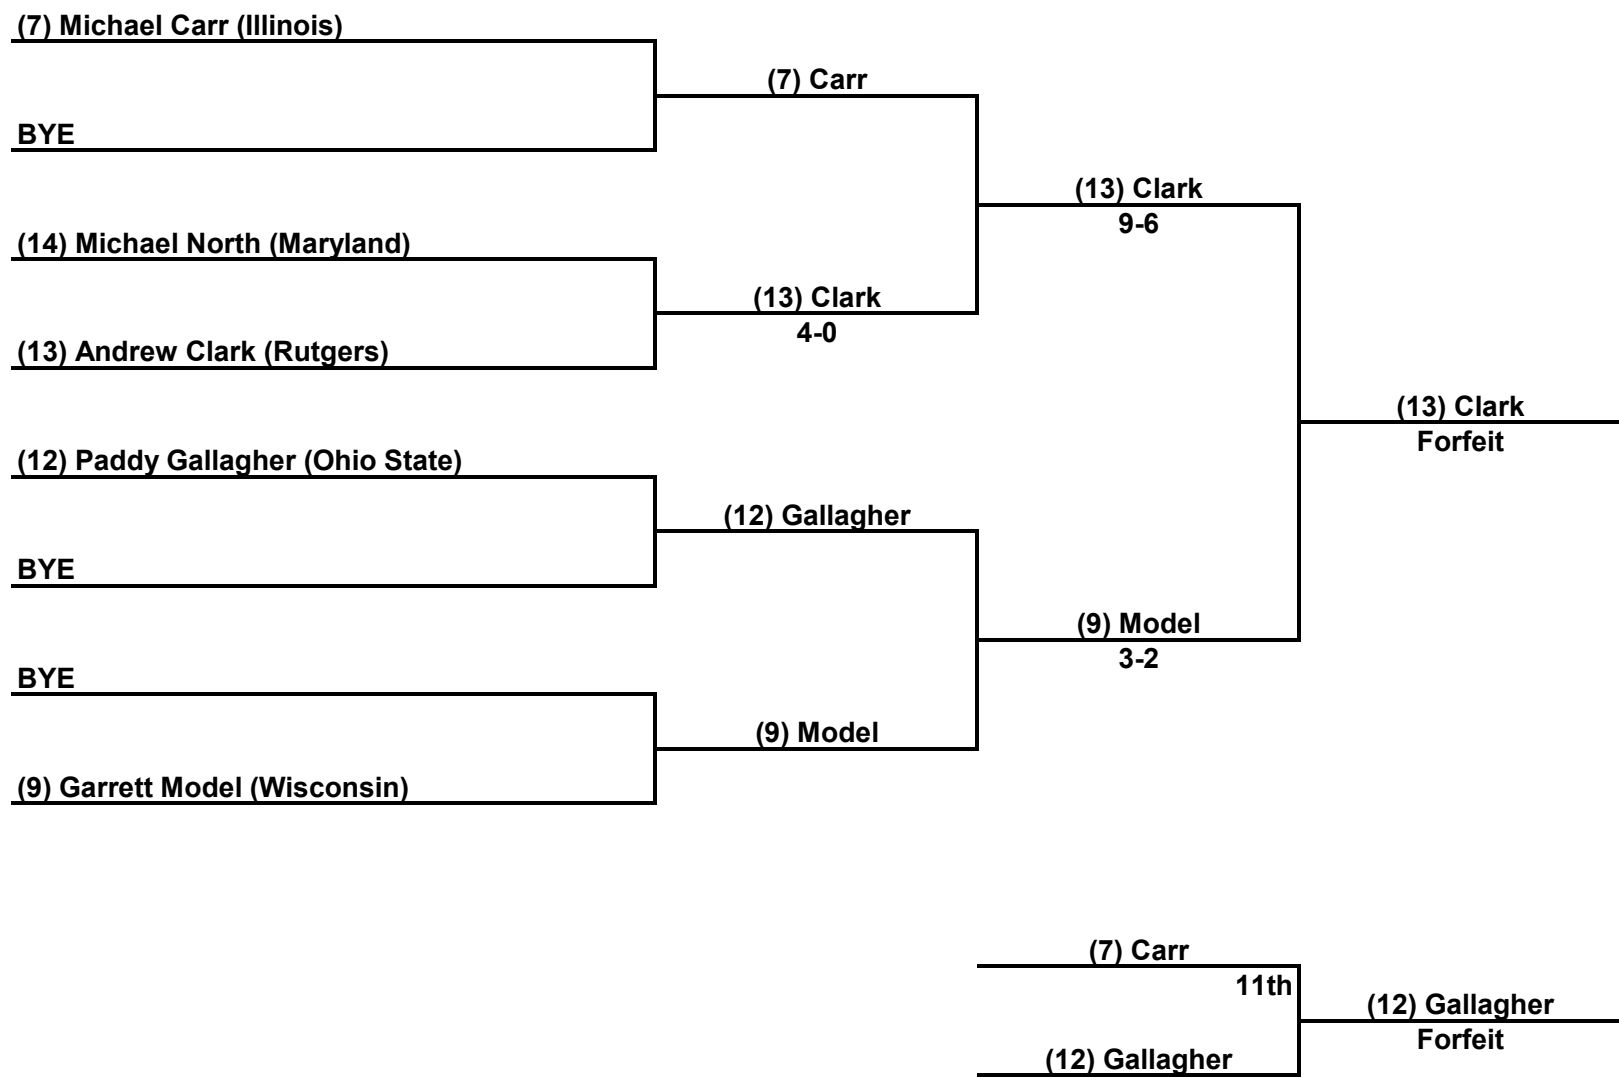 (7) Michael Carr (Illinois)
(7) Carr
BYE
(13) Clark
9-6
(14) Michael North (Maryland)
(13) Clark
4-0
(13) Andrew Clark (Rutgers)
(13) Clark
Forfeit
(12) Paddy Gallagher (Ohio State)
(12) Gallagher
BYE
(9) Model
3-2
BYE
(9) Model
(9) Garrett Model (Wisconsin)
(7) Carr
11th
(12) Gallagher
Forfeit
(12) Gallagher